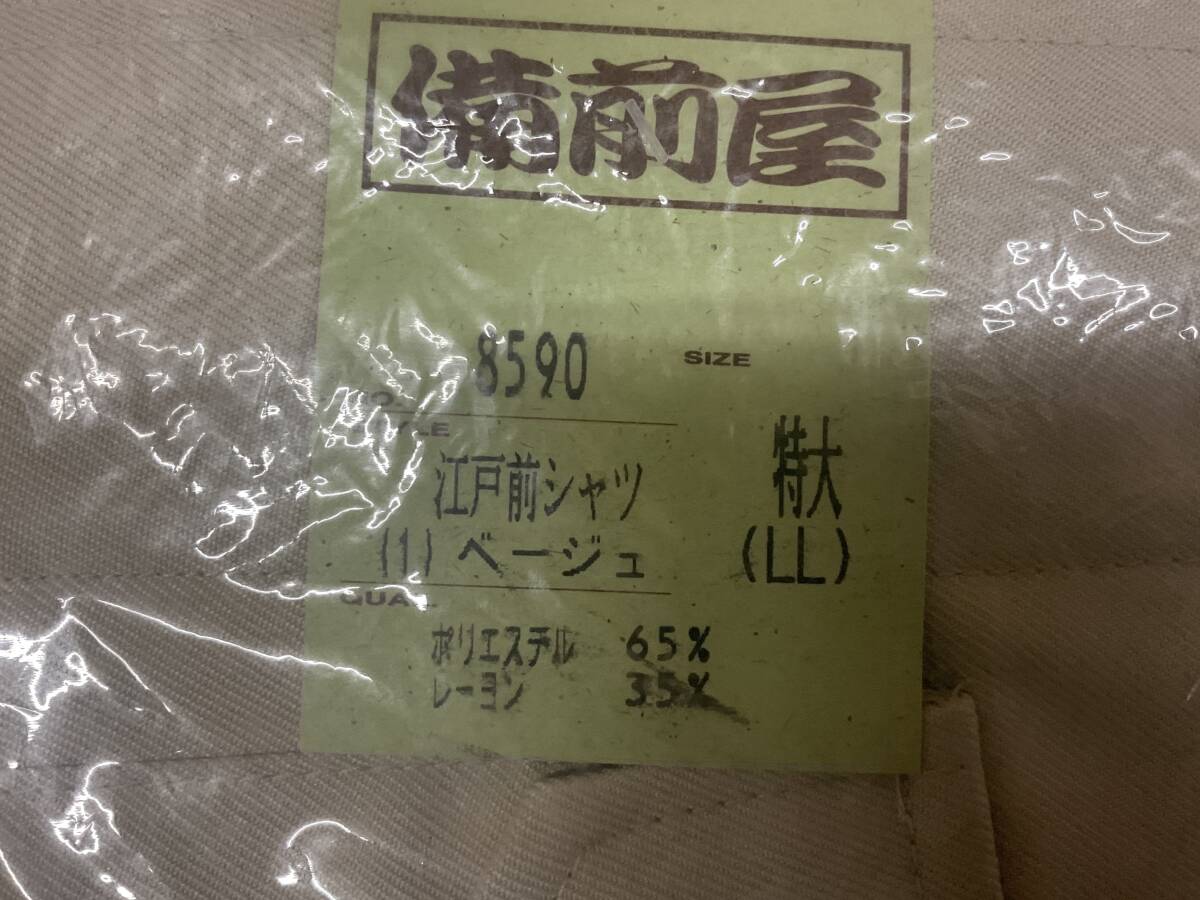 備前屋
8590
SIZE
江戸前シャツ
特大
(1) ベージュ
(LL)
ポリエステル 65%
レーヨン 35%